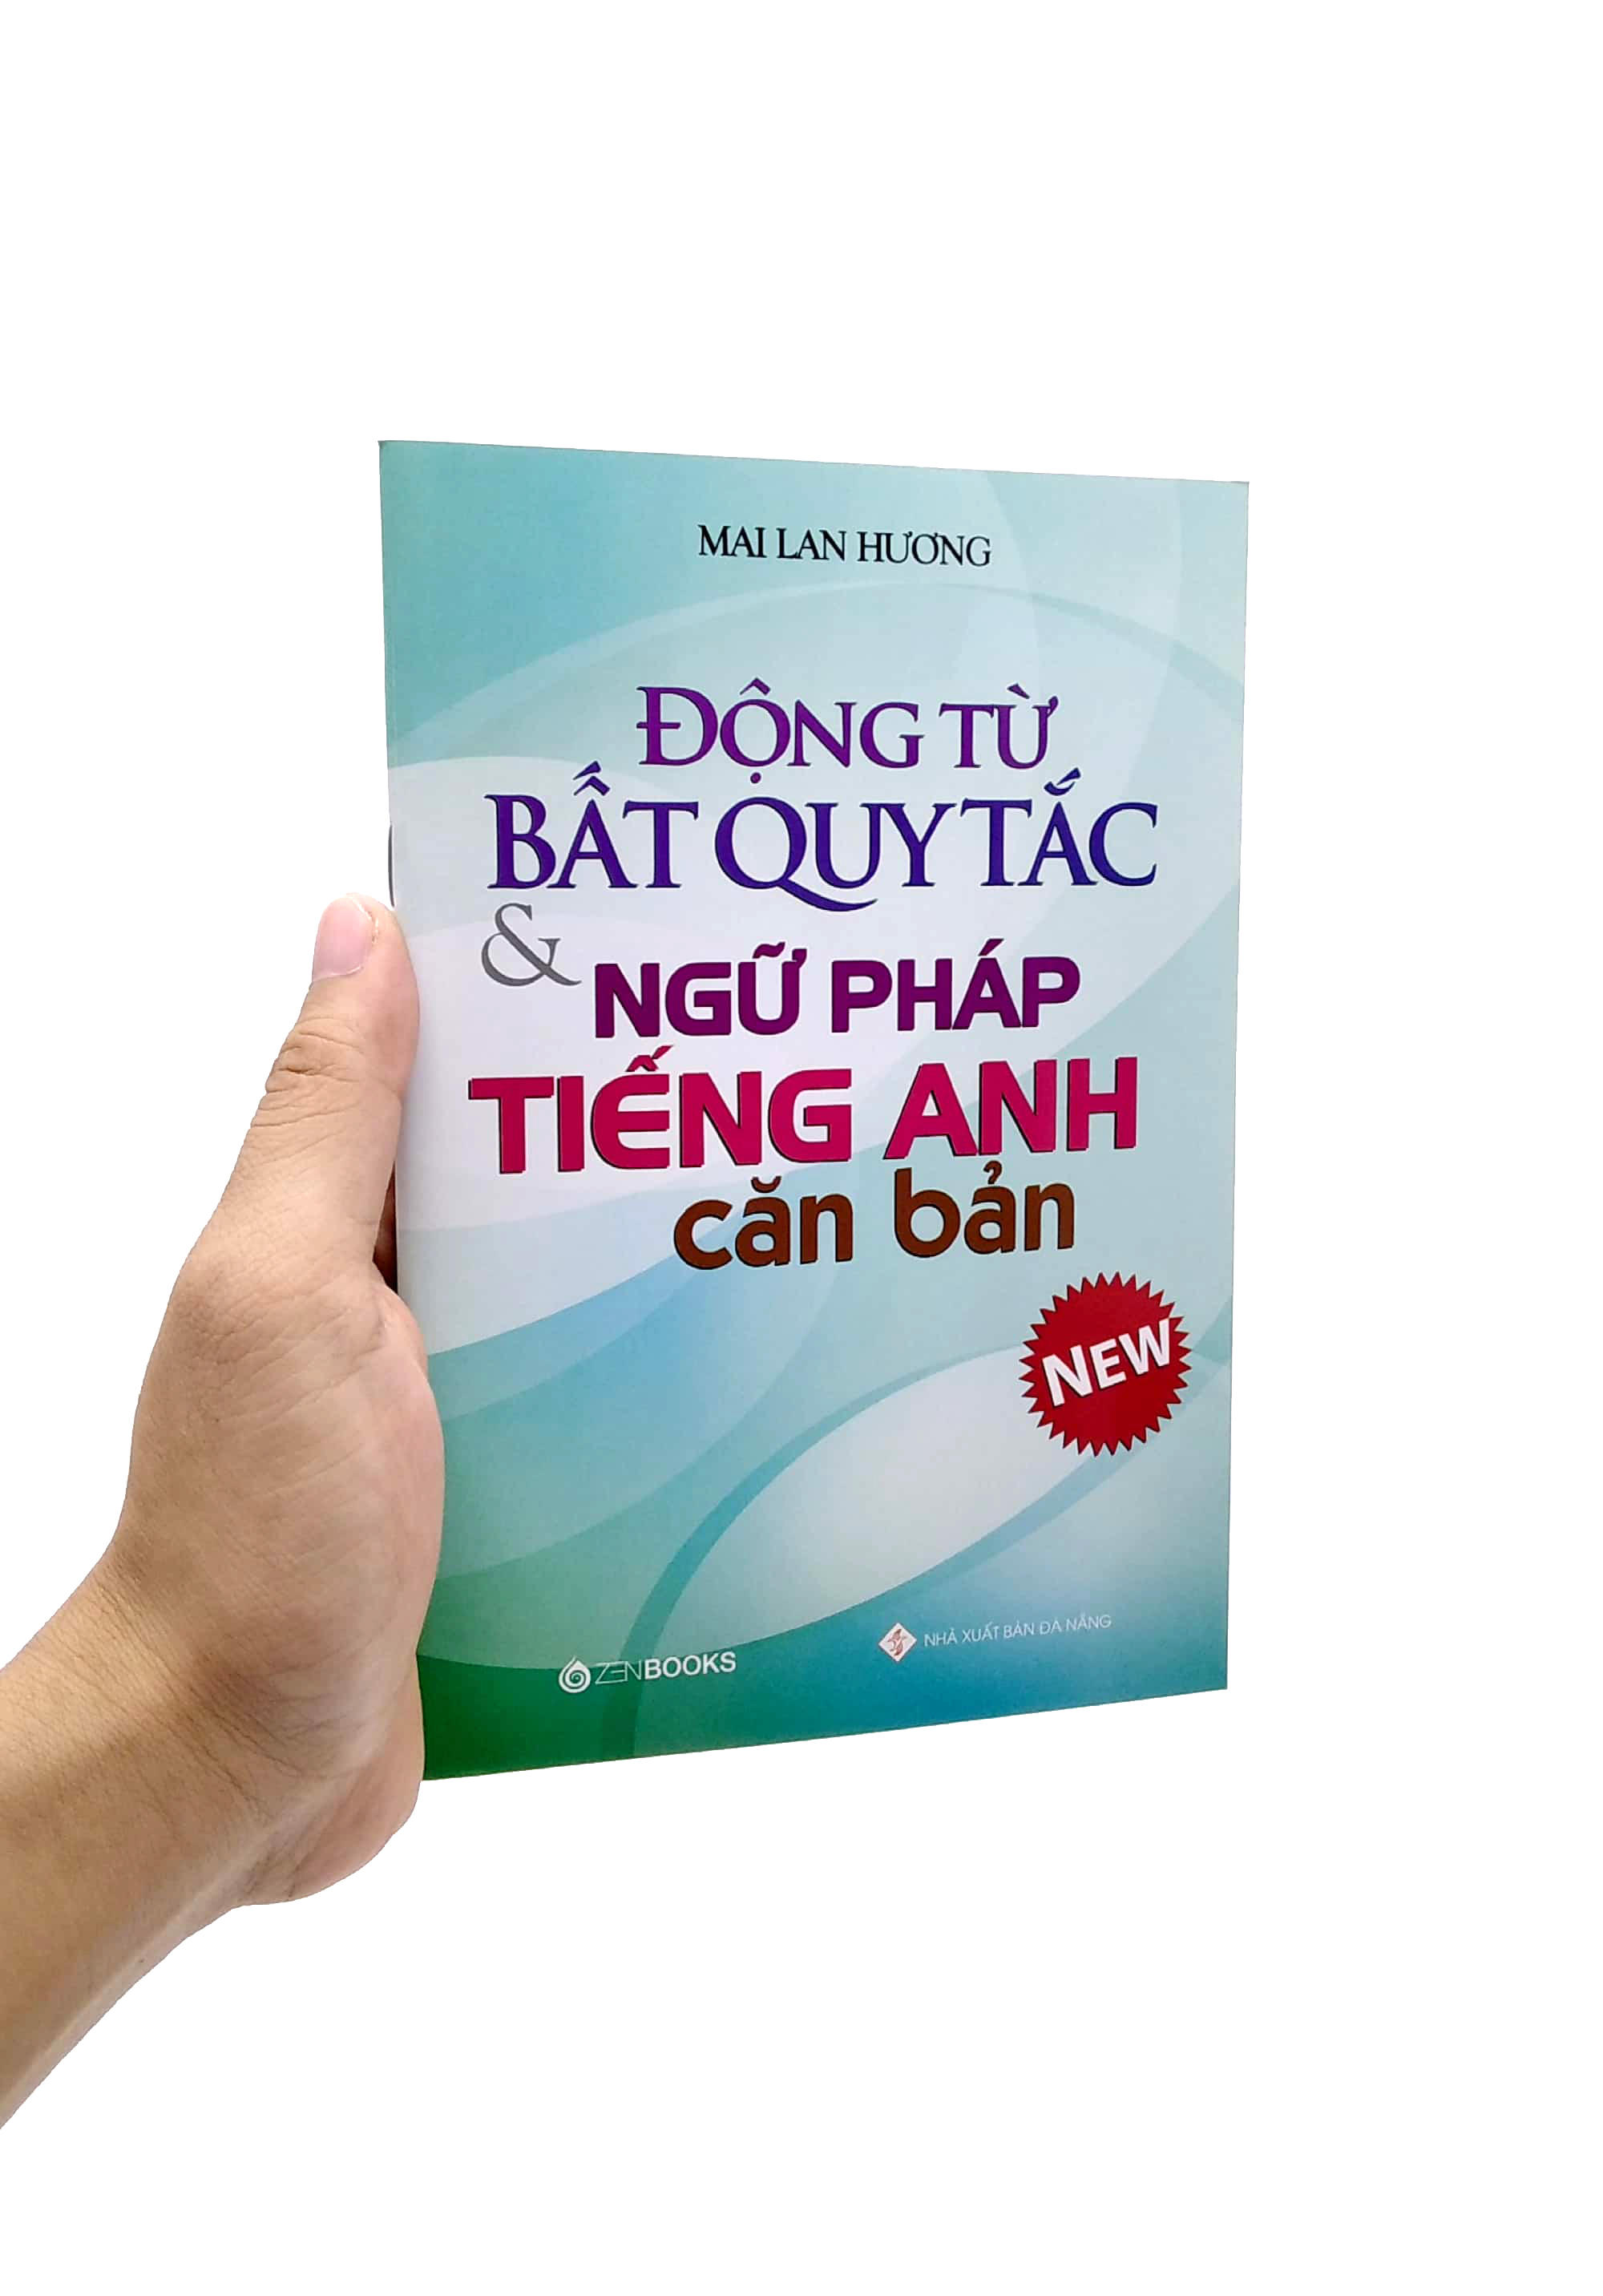 MAI LAN HƯƠNG
ĐỘNG TỪ
BẤT QUY TẮC
& NGỮ PHÁP
TIẾNG ANH
căn bản
NEW
ZENBOOKS
NHÀ XUẤT BẢN ĐÀ NẴNG